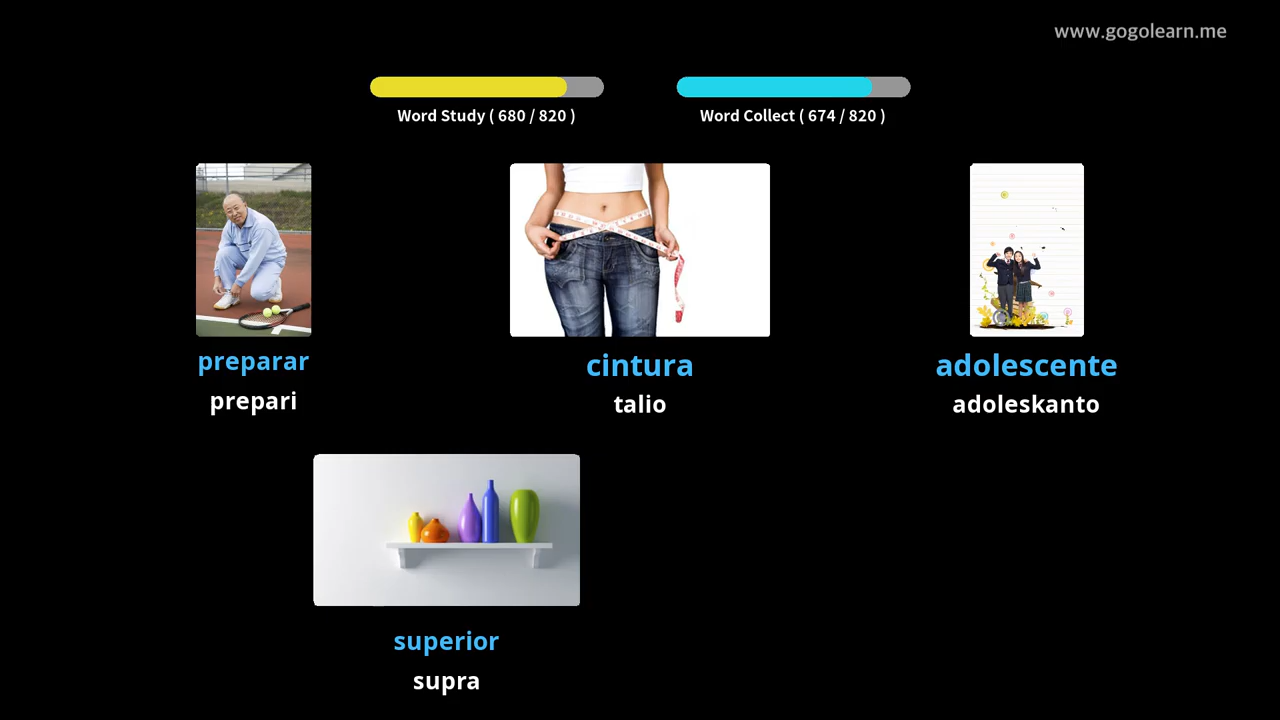 www.gogolearn.me
Word Study ( 680 / 820 )
Word Collect ( 674 / 820 )
preparar
prepari
cintura
talio
adolescente
adoleskanto
superior
supra